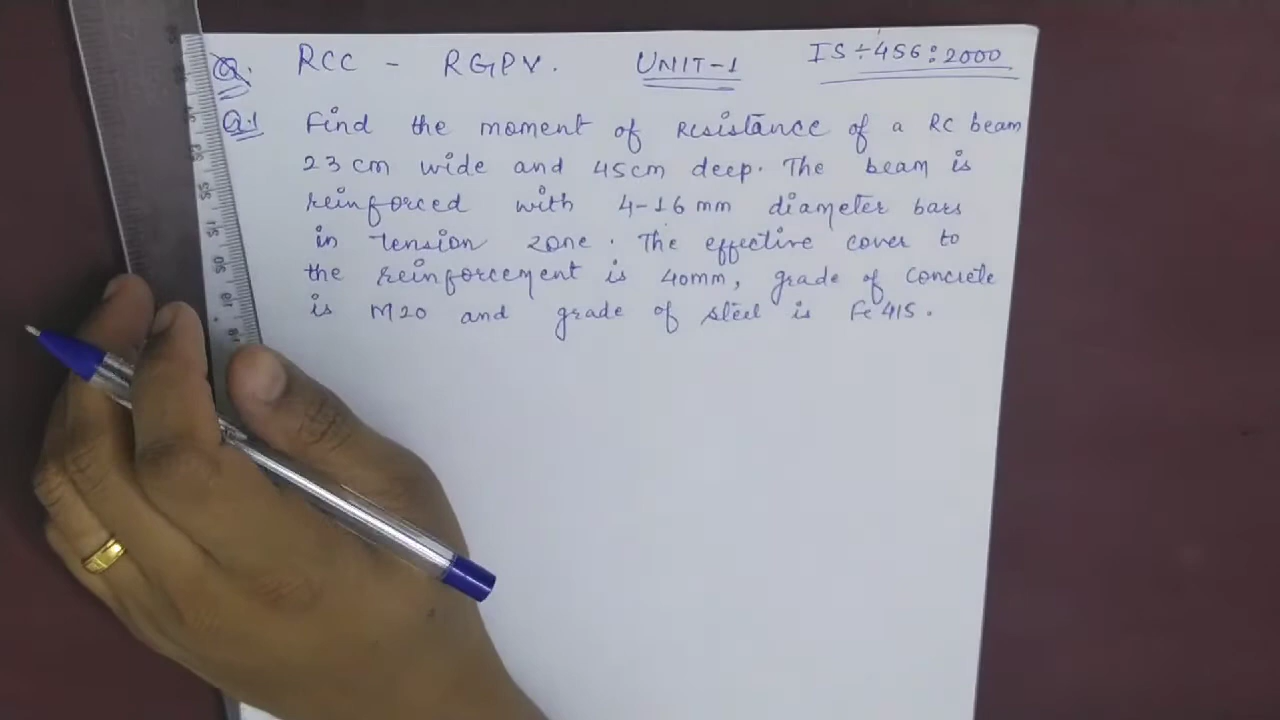 Q. RCC - RGPV. UNIT-1 IS÷456:2000
Q.1 Find the moment of resistance of a RC beam
23 cm wide and 45cm deep. The beam is
reinforced with 4-16 mm diameter bars
in tension zone. The effective cover to
the reinforcement is 40mm, grade of concrete
is M20 and grade of steel is Fe 415.